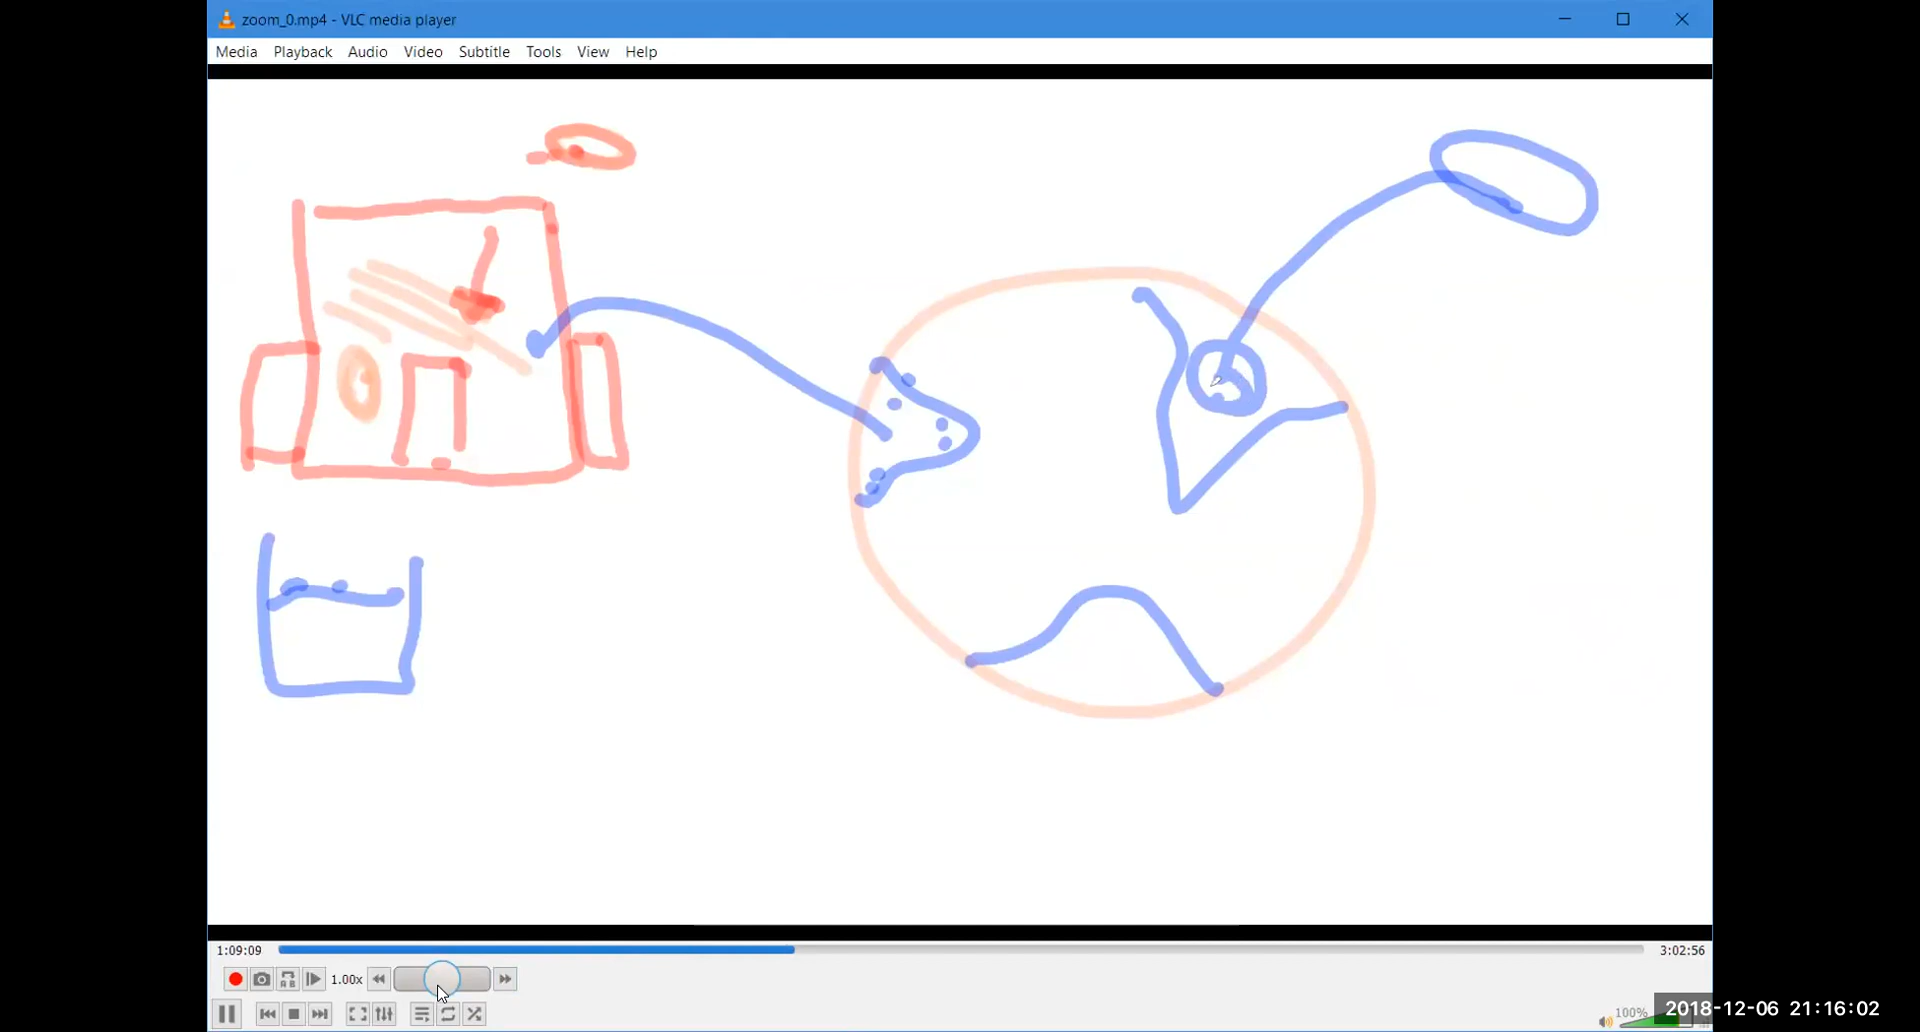 zoom_0.mp4 - VLC media player
Media Playback Audio Video Subtitle Tools View Help
1:09:09
3:02:56
1.00x
100%
2018-12-06 21:16:02